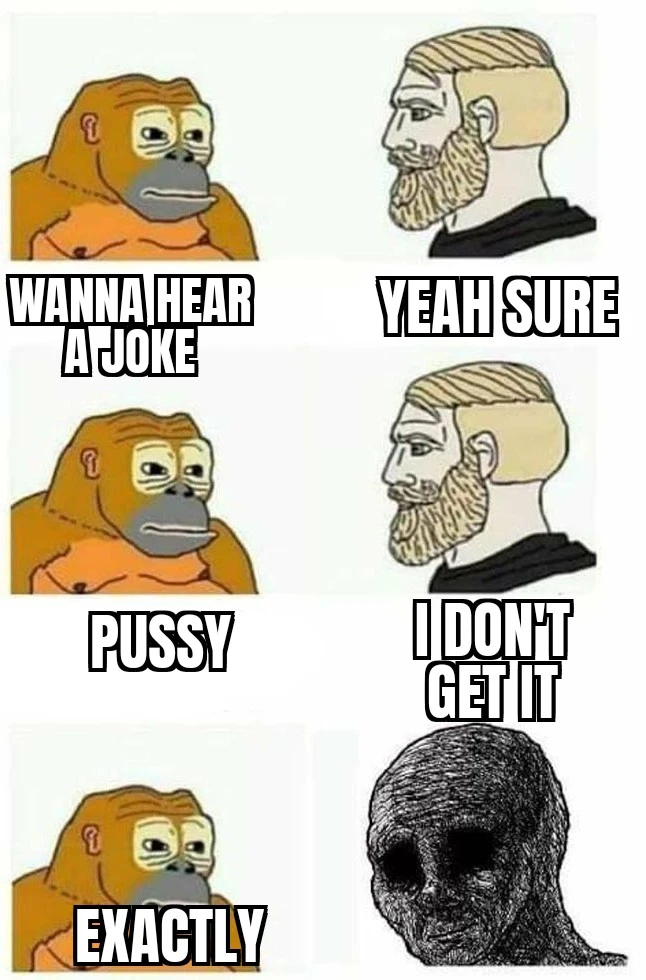 WANNA HEAR
A JOKE
YEAH SURE
PUSSY
I DON'T
GET IT
EXACTLY